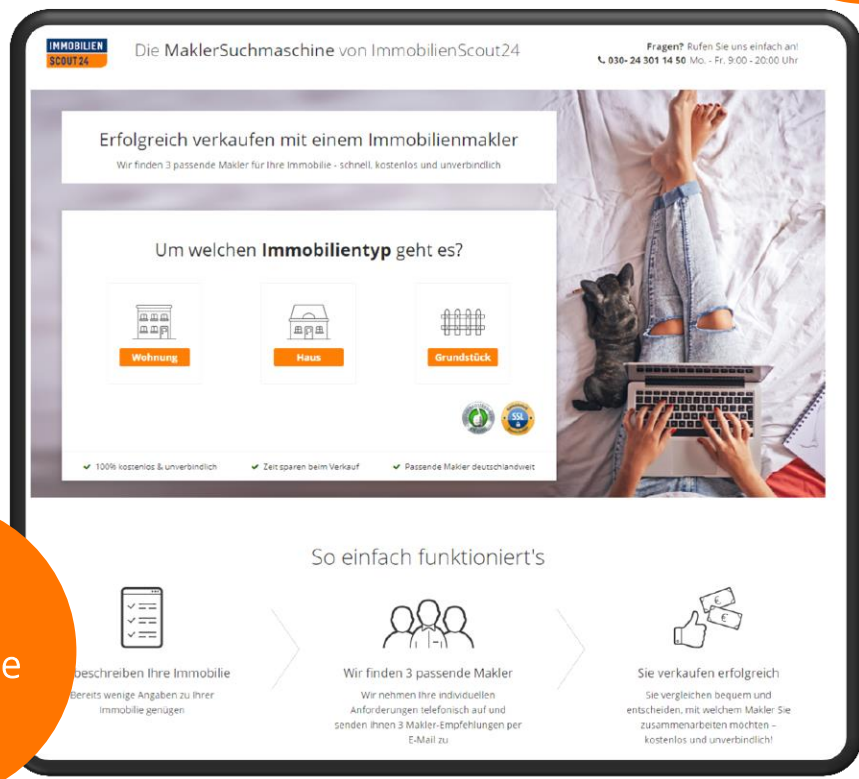 IMMOBILIEN
SCOUT24
Die MaklerSuchmaschine von ImmobilienScout24
Fragen? Rufen Sie uns einfach an!
030- 24 301 14 50 Mo. - Fr. 9:00 - 20:00 Uhr
Erfolgreich verkaufen mit einem Immobilienmakler
Wir finden 3 passende Makler für Ihre Immobilie - schnell, kostenlos und unverbindlich
Um welchen Immobilientyp geht es?
Wohnung
Haus
Grundstück
SSL
100% kostenlos & unverbindlich
Zeit sparen beim Verkauf
Passende Makler deutschlandweit
So einfach funktioniert's
e
beschreiben Ihre Immobilie
Bereits wenige Angaben zu Ihrer
Immobilie genügen
Wir finden 3 passende Makler
Wir nehmen Ihre individuellen
Anforderungen telefonisch auf und
senden Ihnen 3 Makler-Empfehlungen per
E-Mail zu
Sie verkaufen erfolgreich
Sie vergleichen bequem und
entscheiden, mit welchem Makler Sie
zusammenarbeiten möchten –
kostenlos und unverbindlich!